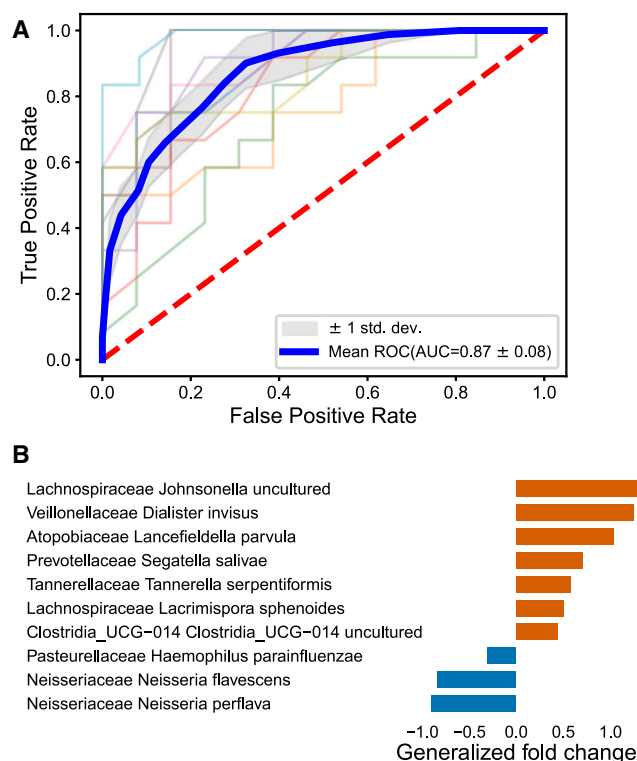 A
True Positive Rate
1.0
0.8
0.6
0.4
0.2
0.0
± 1 std. dev.
Mean ROC(AUC=0.87 ± 0.08)
0.0 0.2 0.4 0.6 0.8 1.0
False Positive Rate
B
Lachnospiraceae Johnsonella uncultured
Veillonellaceae Dialister invisus
Atopobiaceae Lancefieldella parvula
Prevotellaceae Segatella salivae
Tannerellaceae Tannerella serpentiformis
Lachnospiraceae Lacrimispora sphenoides
Clostridia_UCG−014 Clostridia_UCG−014 uncultured
Pasteurellaceae Haemophilus parainfluenzae
Neisseriaceae Neisseria flavescens
Neisseriaceae Neisseria perflava
−1.0 −0.5 0.0 0.5 1.0
Generalized fold change